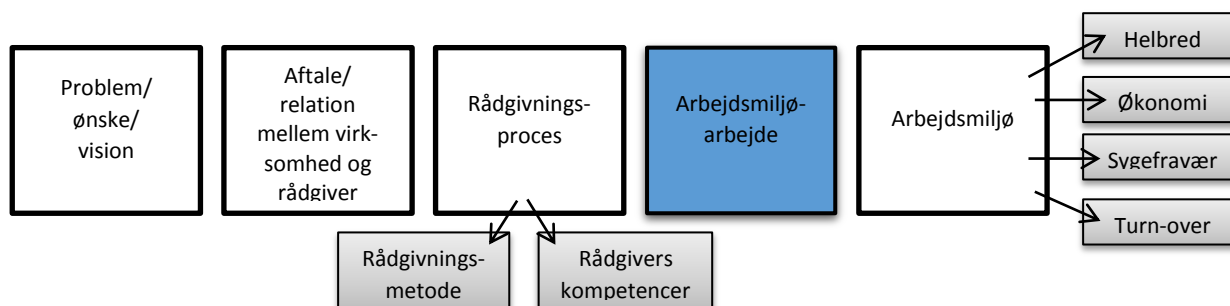 Problem/
ønske/
vision
Aftale/
relation
mellem virk-
somhed og
rådgiver
Rådgivnings-
proces
Arbejdsmiljø-
arbejde
Arbejdsmiljø
Helbred
Økonomi
Sygefravær
Turn-over
Rådgivnings-
metode
Rådgivers
kompetencer